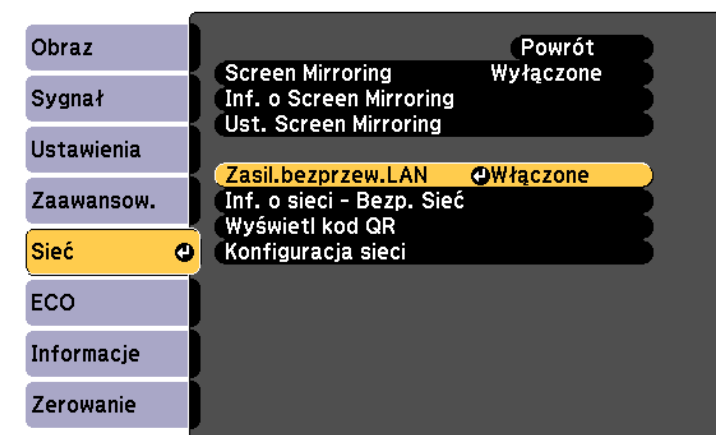 Obraz
Sygnał
Ustawienia
Zaawansow.
Sieć
ECO
Informacje
Zerowanie
Powrót
Screen Mirroring Wyłączone
Inf. o Screen Mirroring
Ust. Screen Mirroring
Zasil.bezprzew.LAN Włączone
Inf. o sieci - Bezp. Sieć
Wyświetl kod QR
Konfiguracja sieci